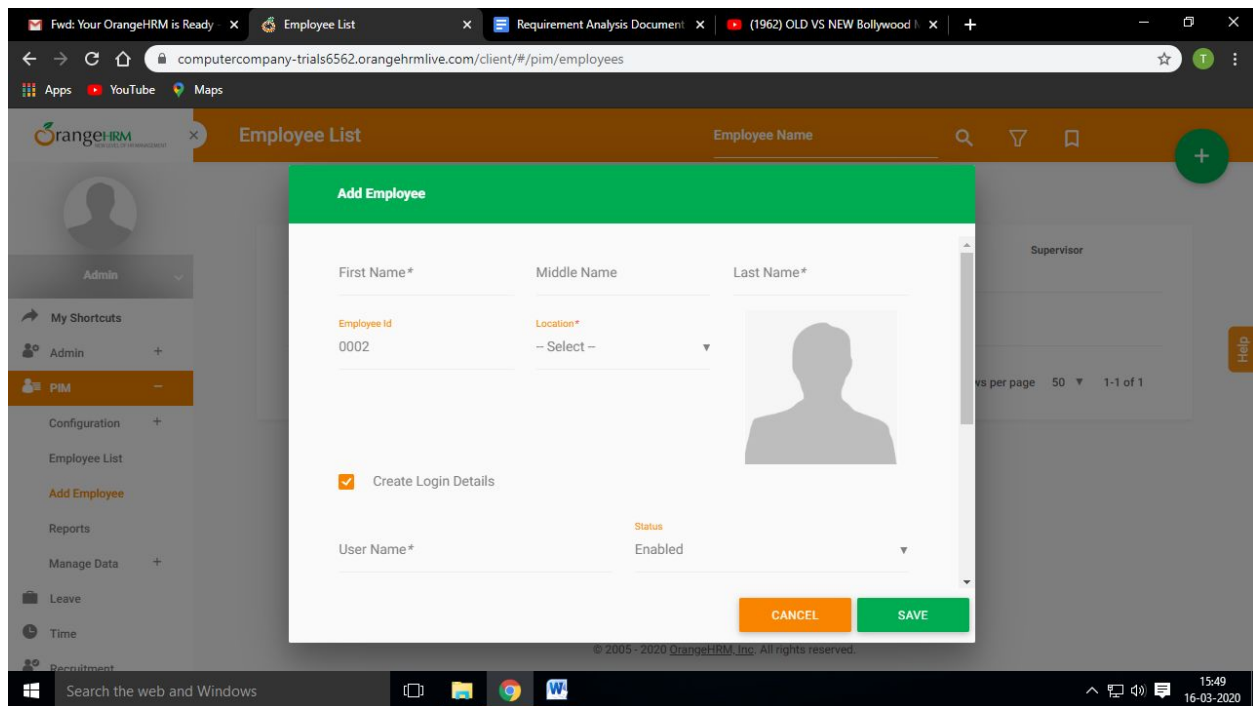 Fwd: Your OrangeHRM is Ready -
Employee List
Requirement Analysis Document
(1962) OLD VS NEW Bollywood M
computercompany-trials6562.orangehrmlive.com/client/#/pim/employees
T
Apps YouTube Maps
OrangeHRM
Employee List
Employee Name
Add Employee
Supervisor
First Name*
Middle Name
Last Name*
Admin
My Shortcuts
Employee Id
Location*
0002
-- Select --
Admin
Help
PIM
rows per page 50 1-1 of 1
Configuration
Employee List
Create Login Details
Add Employee
Reports
Status
User Name*
Enabled
Manage Data
Leave
CANCEL
SAVE
Time
© 2005 - 2020 OrangeHRM, Inc. All rights reserved.
Recruitment
Search the web and Windows
15:49
16-03-2020